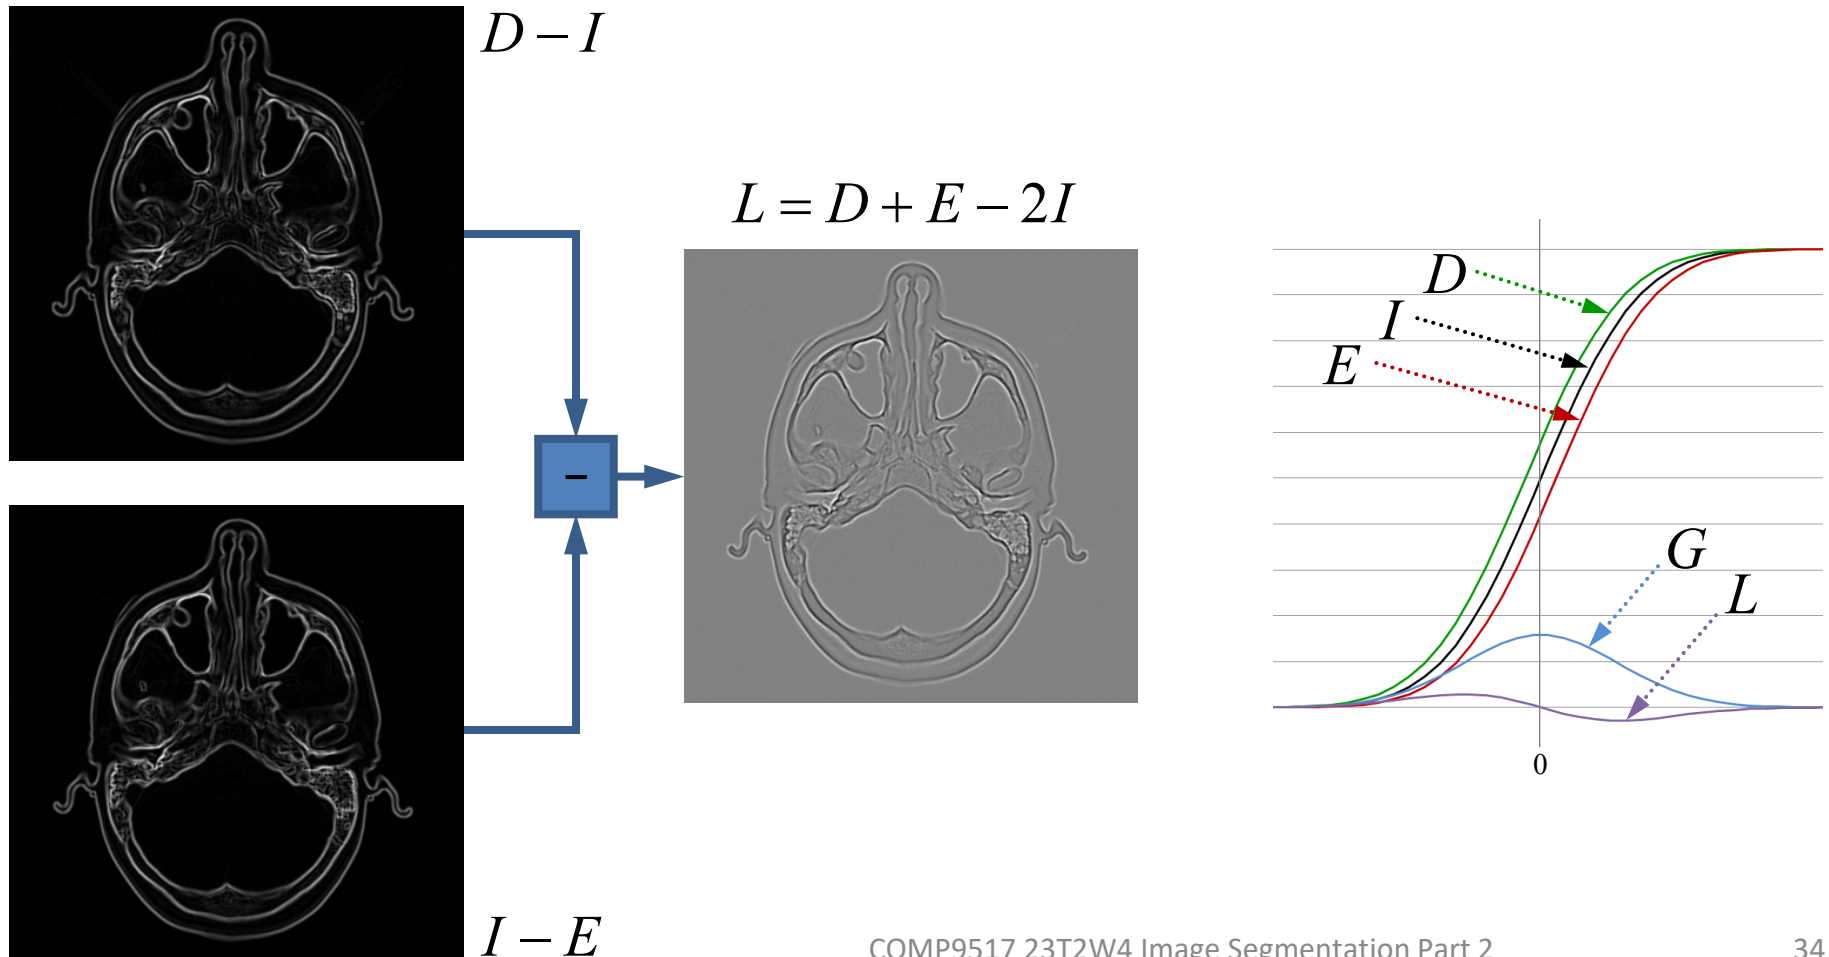 D − I
L = D + E − 2I
−
I − E
D
I
E
G
L
0
COMP9517 23T2W4 Image Segmentation Part 2
34